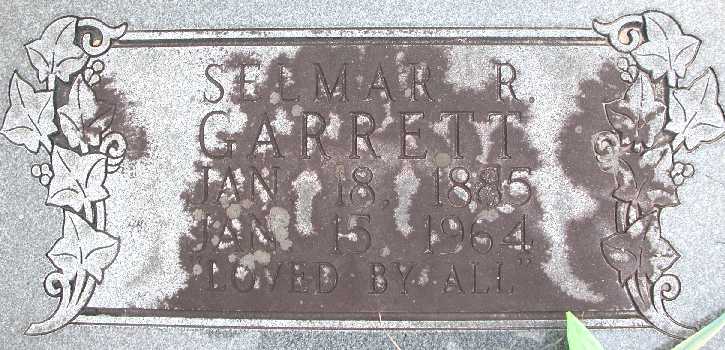 SELMAR R.
GARRETT
JAN. 18, 1885
JAN. 15, 1964
"LOVED BY ALL"